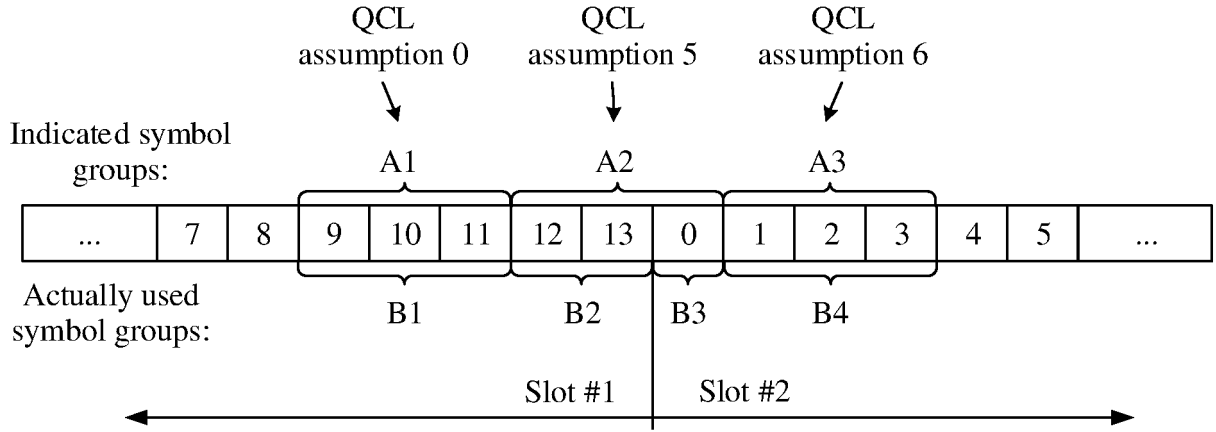 QCL QCL QCL
assumption 0 assumption 5 assumption 6
Indicated symbol
groups:
A1 A2 A3
... 7 8 9 10 11 12 13 0 1 2 3 4 5 ...
Actually used
symbol groups:
B1 B2 B3 B4
Slot #1 Slot #2